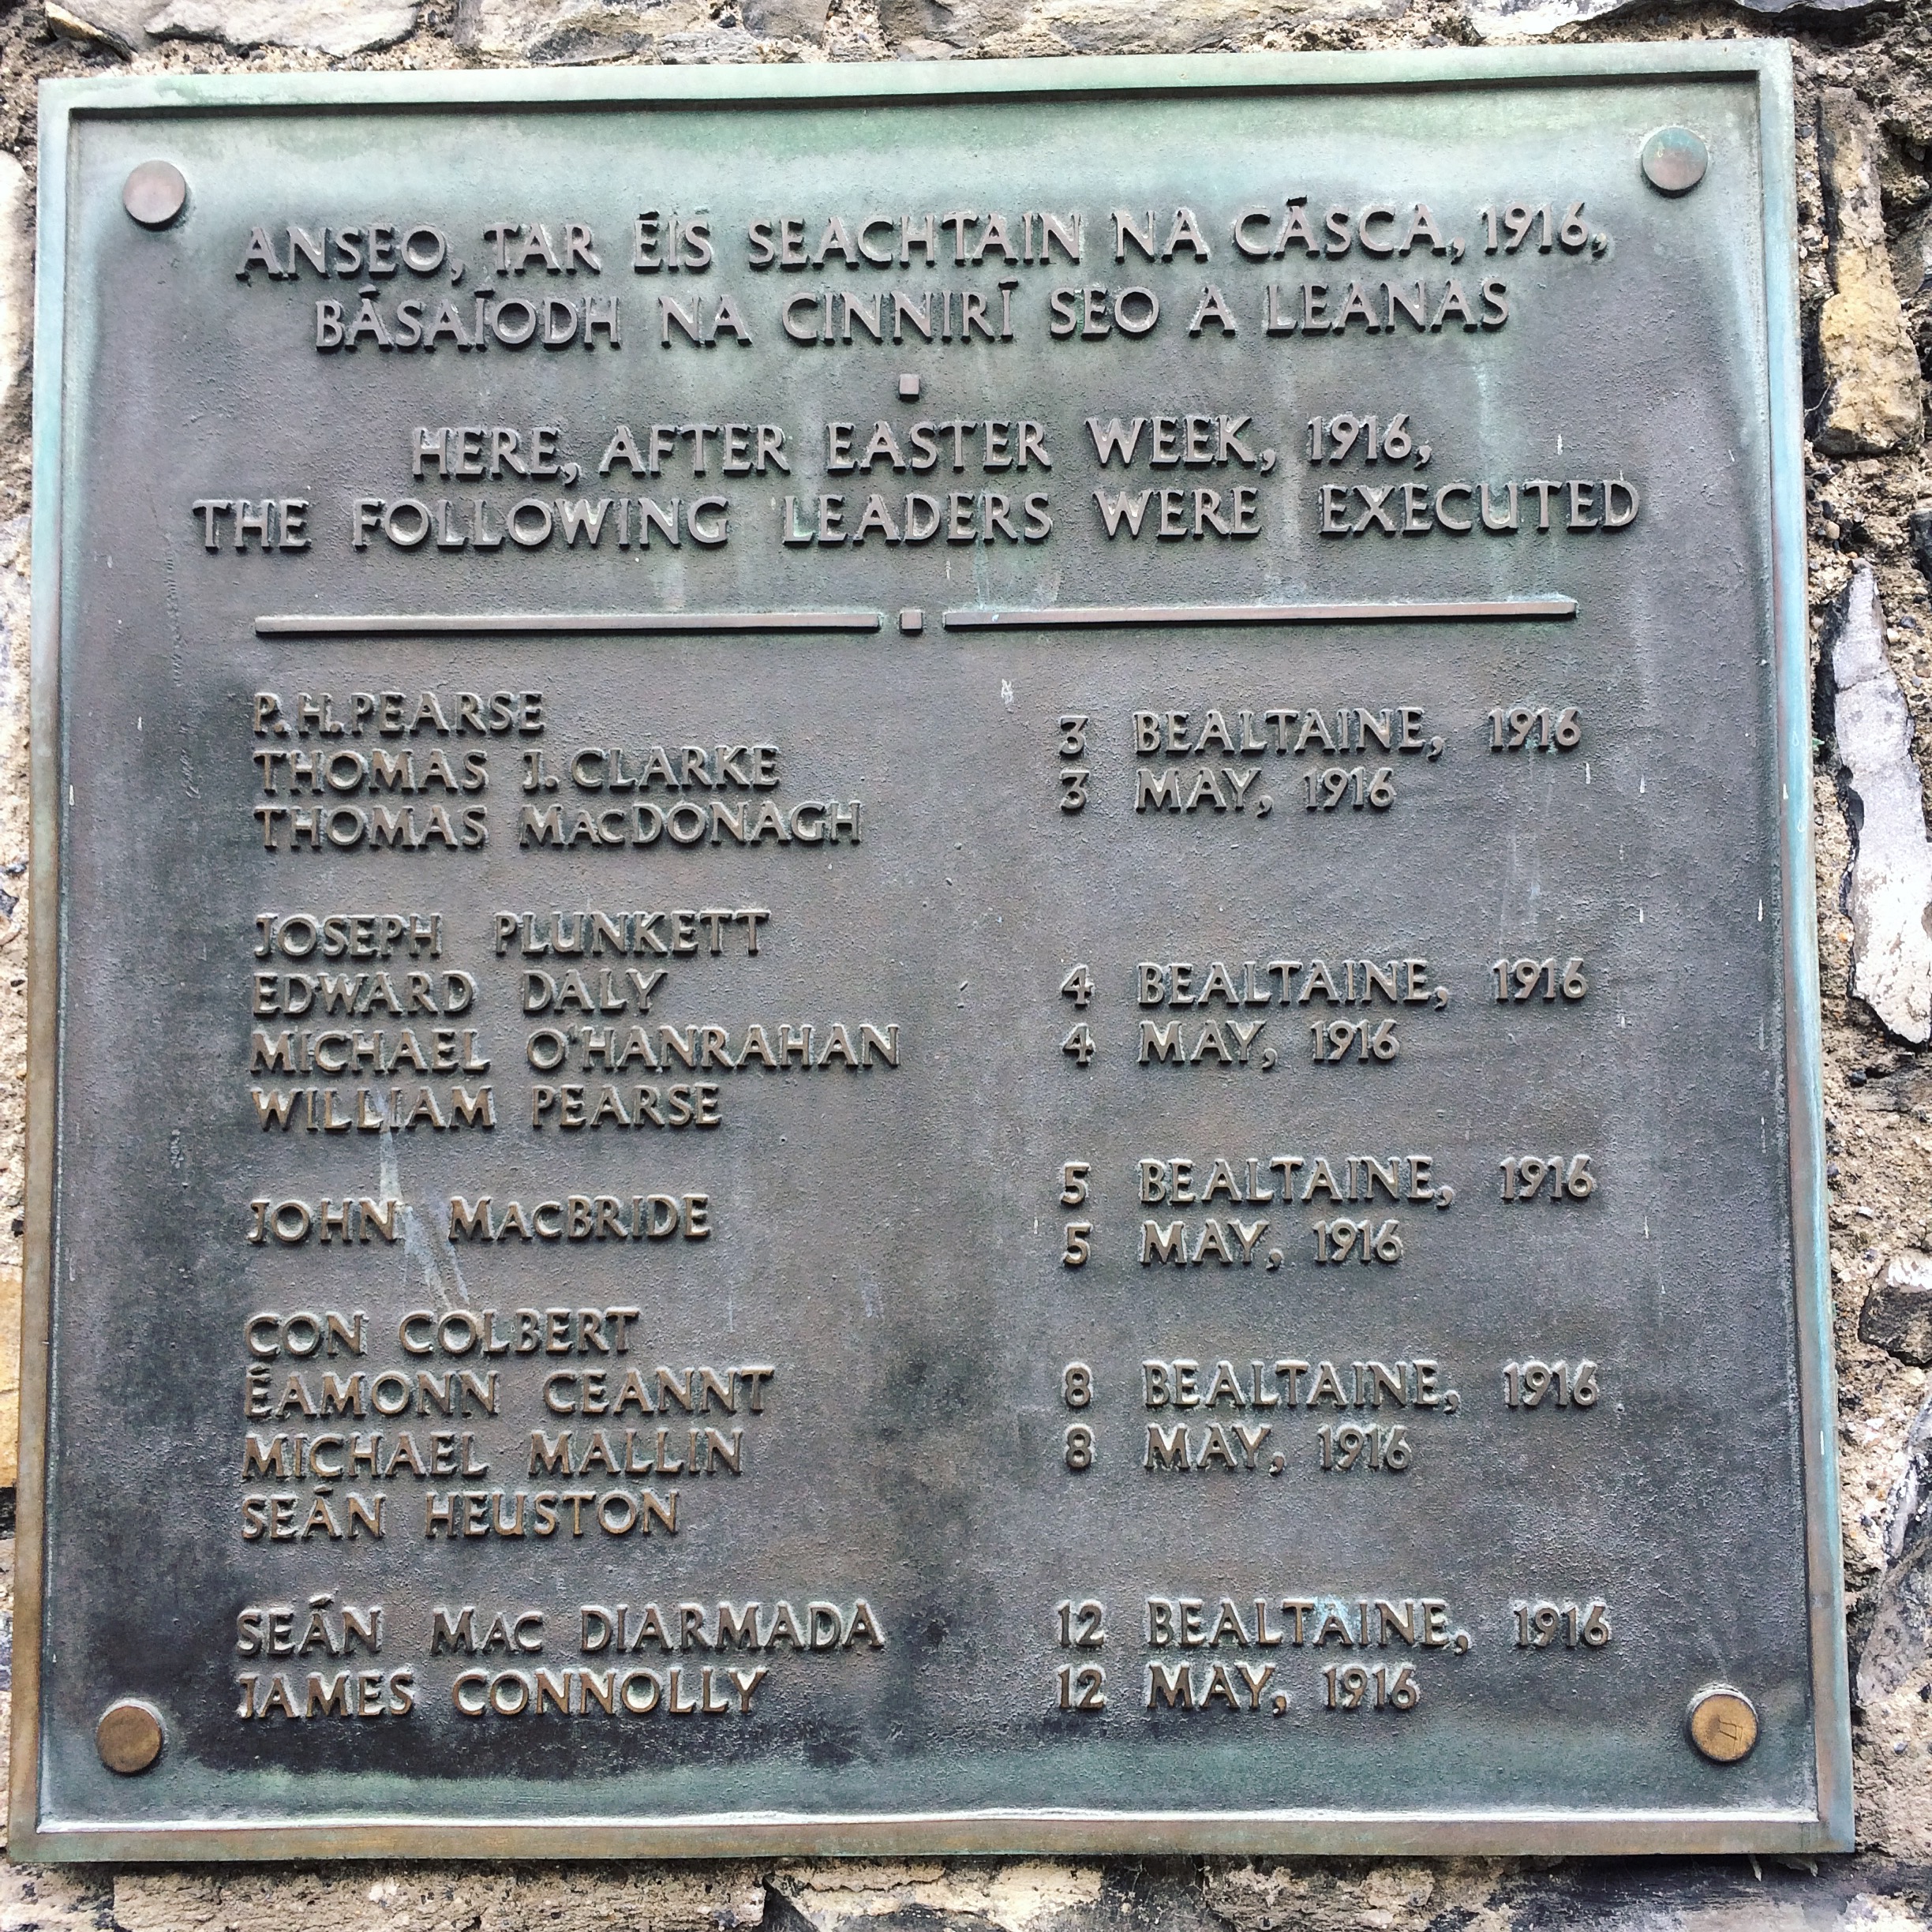 ANSEO, TAR ÉIS SEACHTAIN NA CÁSCA, 1916,
BÁSAÍODH NA CINNIRÍ SEO A LEANAS
HERE, AFTER EASTER WEEK, 1916,
THE FOLLOWING LEADERS WERE EXECUTED
P. H. PEARSE
THOMAS J. CLARKE
THOMAS MACDONAGH
3 BEALTAINE, 1916
3 MAY, 1916
JOSEPH PLUNKETT
EDWARD DALY
MICHAEL O'HANRAHAN
WILLIAM PEARSE
4 BEALTAINE, 1916
4 MAY, 1916
JOHN MACBRIDE
5 BEALTAINE, 1916
5 MAY, 1916
CON COLBERT
ÉAMONN CEANNT
MICHAEL MALLIN
SEÁN HEUSTON
8 BEALTAINE, 1916
8 MAY, 1916
SEÁN MAC DIARMADA
JAMES CONNOLLY
12 BEALTAINE, 1916
12 MAY, 1916